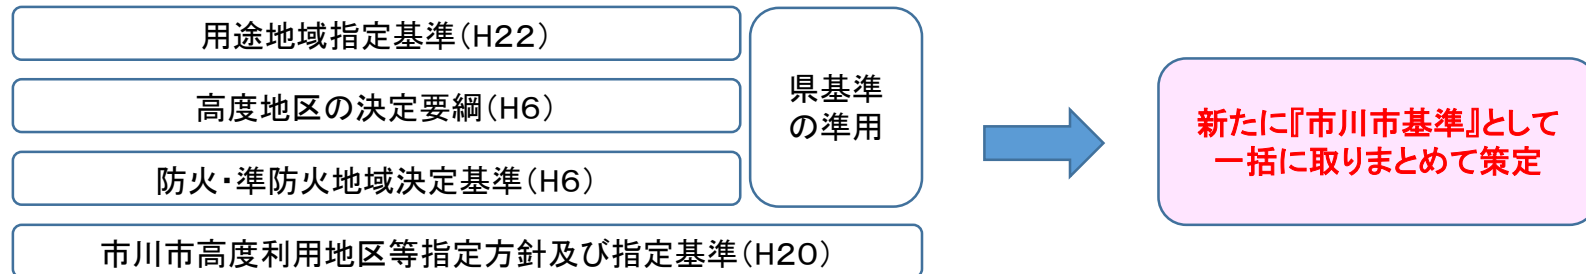 用途地域指定基準(H22)
高度地区の決定要綱(H6)
防火・準防火地域決定基準(H6)
県基準
の準用
市川市高度利用地区等指定方針及び指定基準(H20)
新たに『市川市基準』として
一括に取りまとめて策定